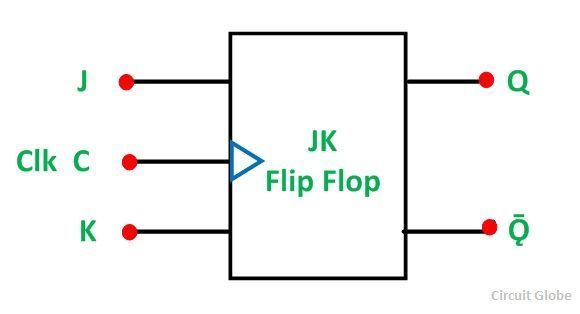 J
Q
Clk C
JK
Flip Flop
K
Q̄
Circuit Globe